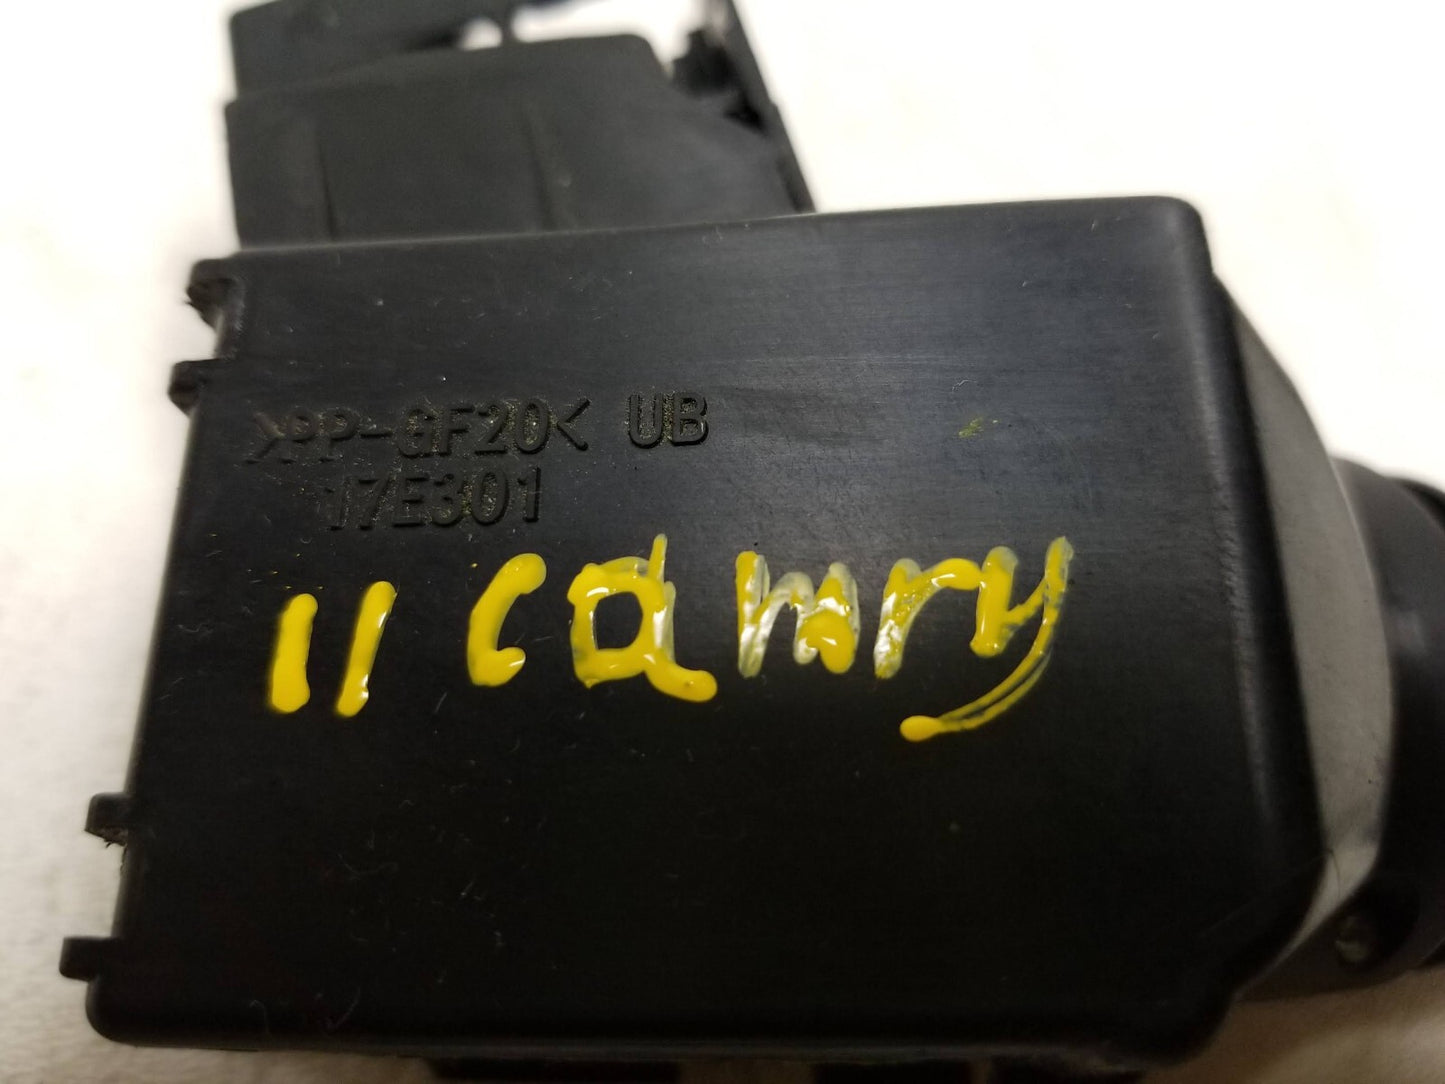 >PP-GF20< UB
17E301
11 Camry